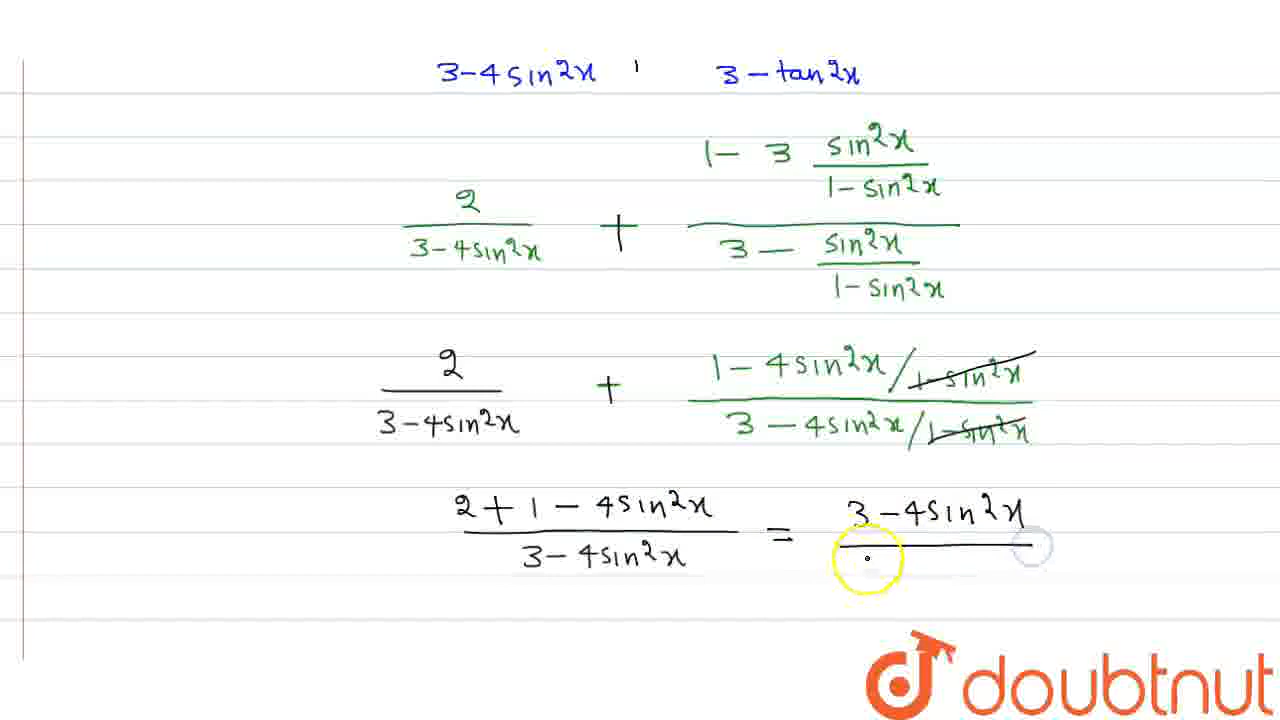 3-4sin²x , 3-tan²x
2/(3-4sin²x) + (1-3 sin²x/(1-sin²x))/(3- sin²x/(1-sin²x))
2/(3-4sin²x) + (1-4sin²x/1-sin²x)/(3-4sin²x/1-sin²x)
(2+1-4sin²x)/(3-4sin²x) = 3-4sin²x
doubtnut